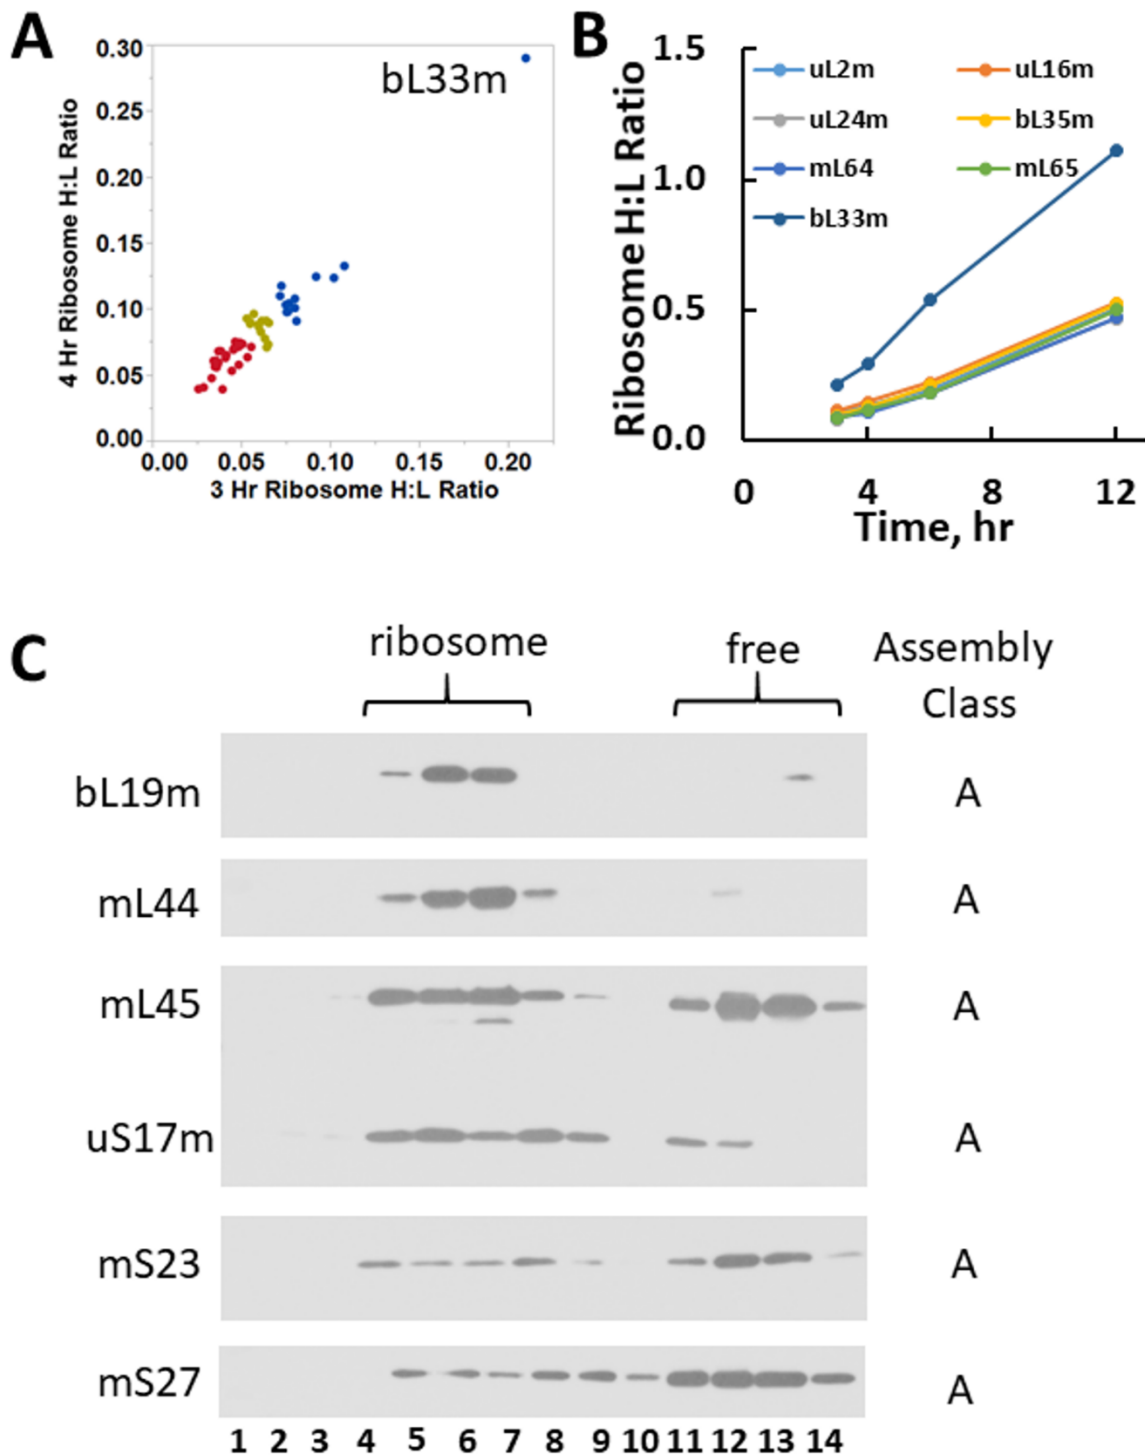 A
0.30
0.25
0.20
0.15
0.10
0.05
0.00
4 Hr Ribosome H:L Ratio
bL33m
0.00 0.05 0.10 0.15 0.20
3 Hr Ribosome H:L Ratio
B
1.5
1.0
0.5
0.0
Ribosome H:L Ratio
uL2m uL16m
uL24m bL35m
mL64 mL65
bL33m
0 4 8 12
Time, hr
C
ribosome free Assembly
Class
bL19m A
mL44 A
mL45 A
uS17m A
mS23 A
mS27 A
1 2 3 4 5 6 7 8 9 10 11 12 13 14